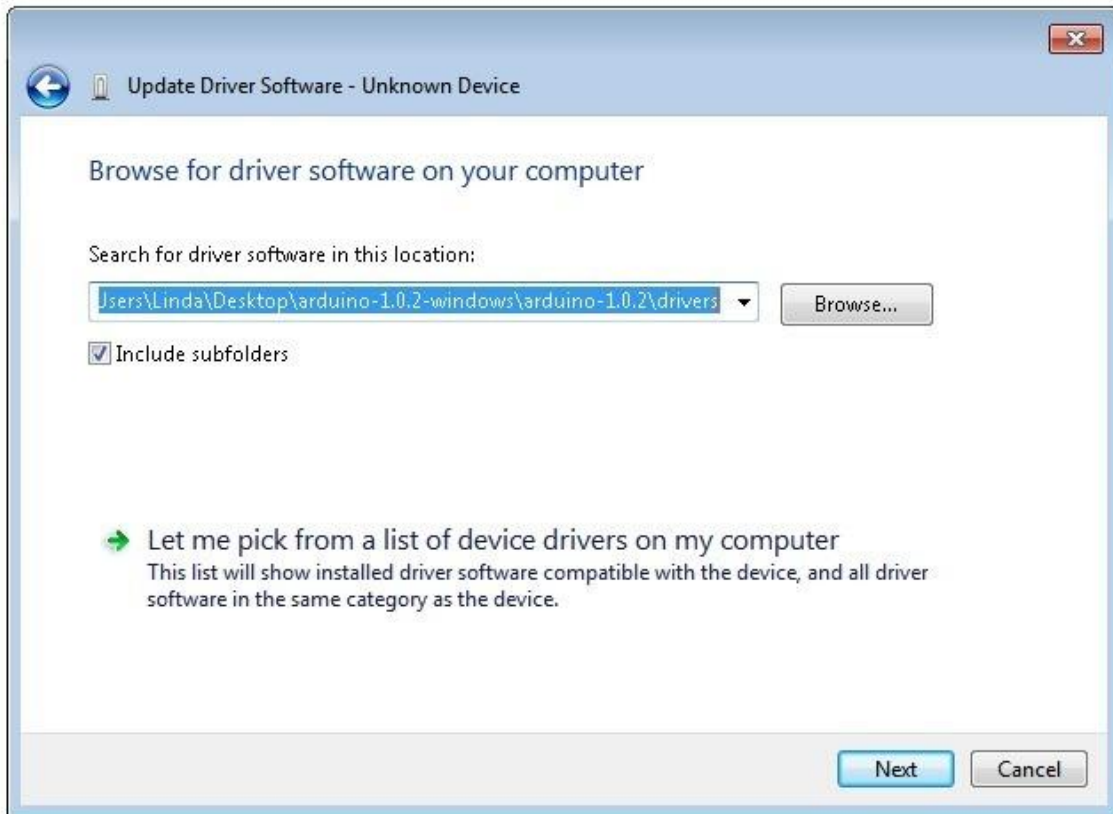 Update Driver Software - Unknown Device
Browse for driver software on your computer
Search for driver software in this location:
Users\Linda\Desktop\arduino-1.0.2-windows\arduino-1.0.2\drivers
Browse...
Include subfolders
Let me pick from a list of device drivers on my computer
This list will show installed driver software compatible with the device, and all driver
software in the same category as the device.
Next
Cancel